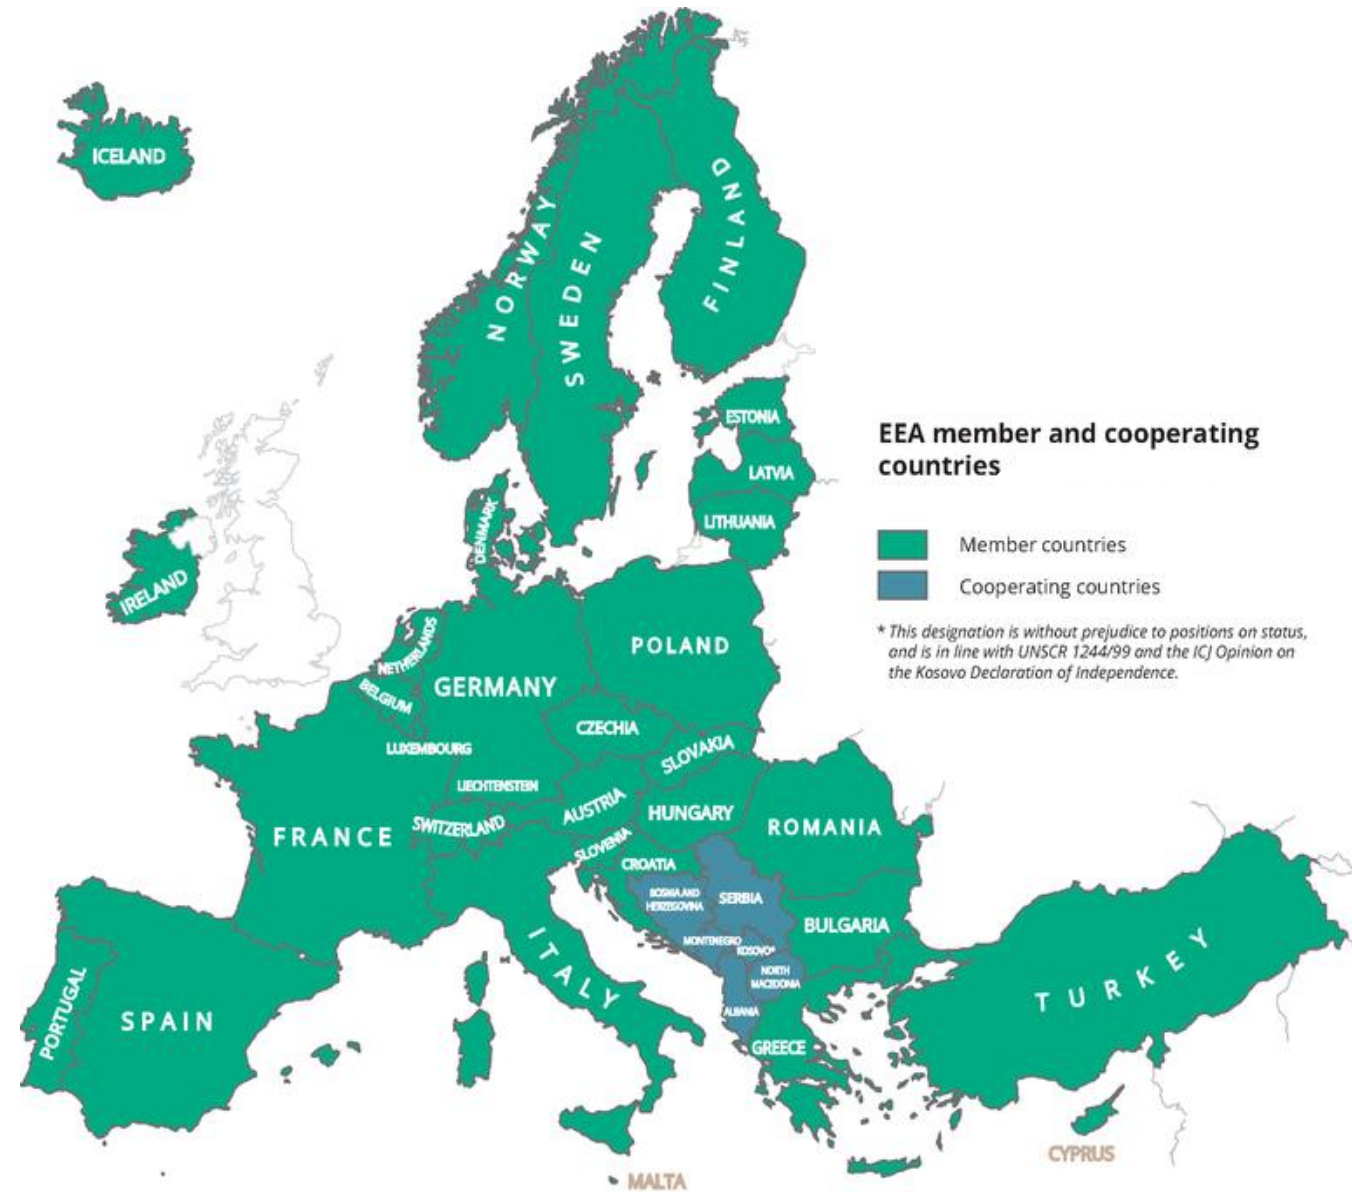 ICELAND
NORWAY
SWEDEN
FINLAND
ESTONIA
LATVIA
LITHUANIA
DENMARK
IRELAND
NETHERLANDS
BELGIUM
GERMANY
POLAND
LUXEMBOURG
CZECHIA
SLOVAKIA
LIECHTENSTEIN
AUSTRIA
HUNGARY
SWITZERLAND
FRANCE
SLOVENIA
CROATIA
ROMANIA
BOSNIA AND
HERZEGOVINA
SERBIA
BULGARIA
MONTENEGRO
KOSOVO*
NORTH
MACEDONIA
ALBANIA
ITALY
PORTUGAL
SPAIN
GREECE
TURKEY
CYPRUS
MALTA
EEA member and cooperating
countries
Member countries
Cooperating countries
* This designation is without prejudice to positions on status,
and is in line with UNSCR 1244/99 and the ICJ Opinion on
the Kosovo Declaration of Independence.